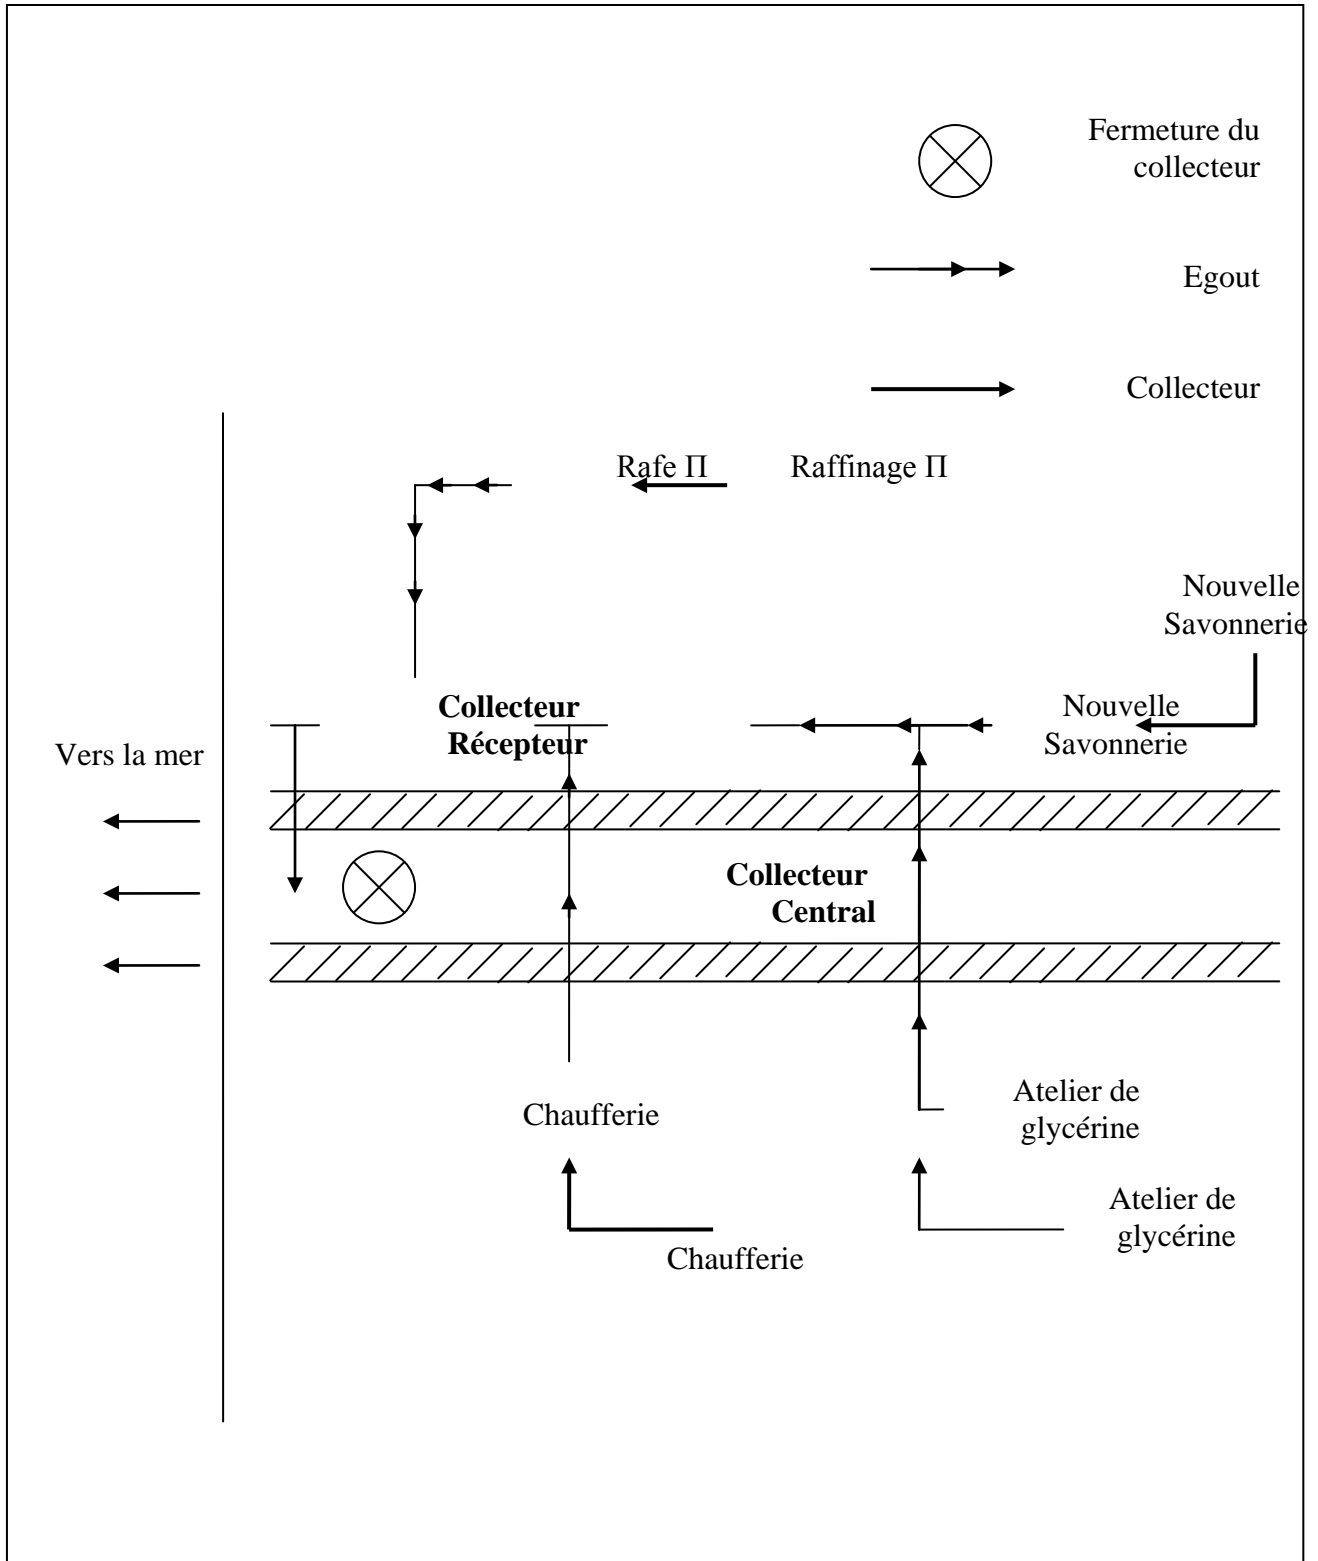 Fermeture du
collecteur
Egout
Collecteur
Rafe Π
Raffinage Π
Nouvelle
Savonnerie
Collecteur
Récepteur
Nouvelle
Savonnerie
Vers la mer
Collecteur
Central
Chaufferie
Atelier de
glycérine
Atelier de
glycérine
Chaufferie